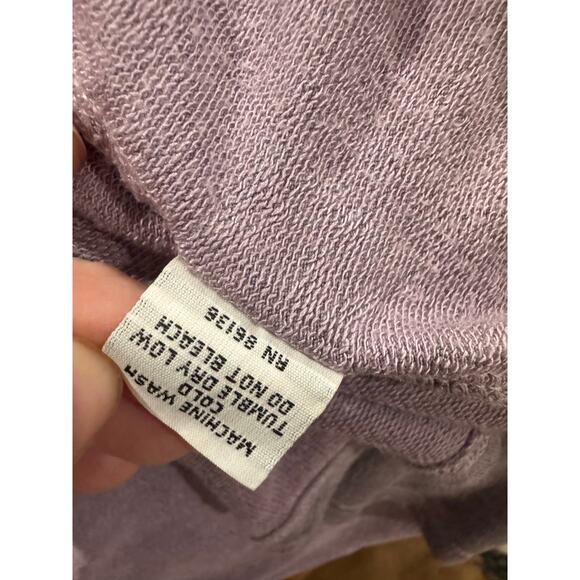 MACHINE WASH
COLD
TUMBLE DRY LOW
DO NOT BLEACH
RN 86136